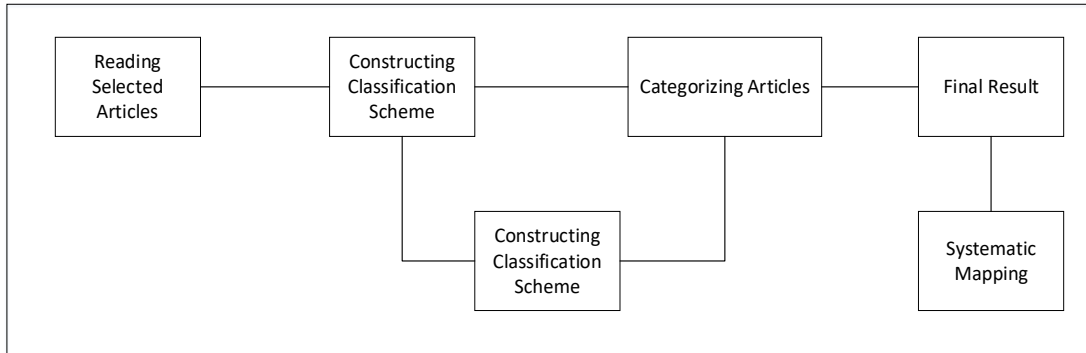 Reading
Selected
Articles
Constructing
Classification
Scheme
Categorizing Articles
Final Result
Constructing
Classification
Scheme
Systematic
Mapping